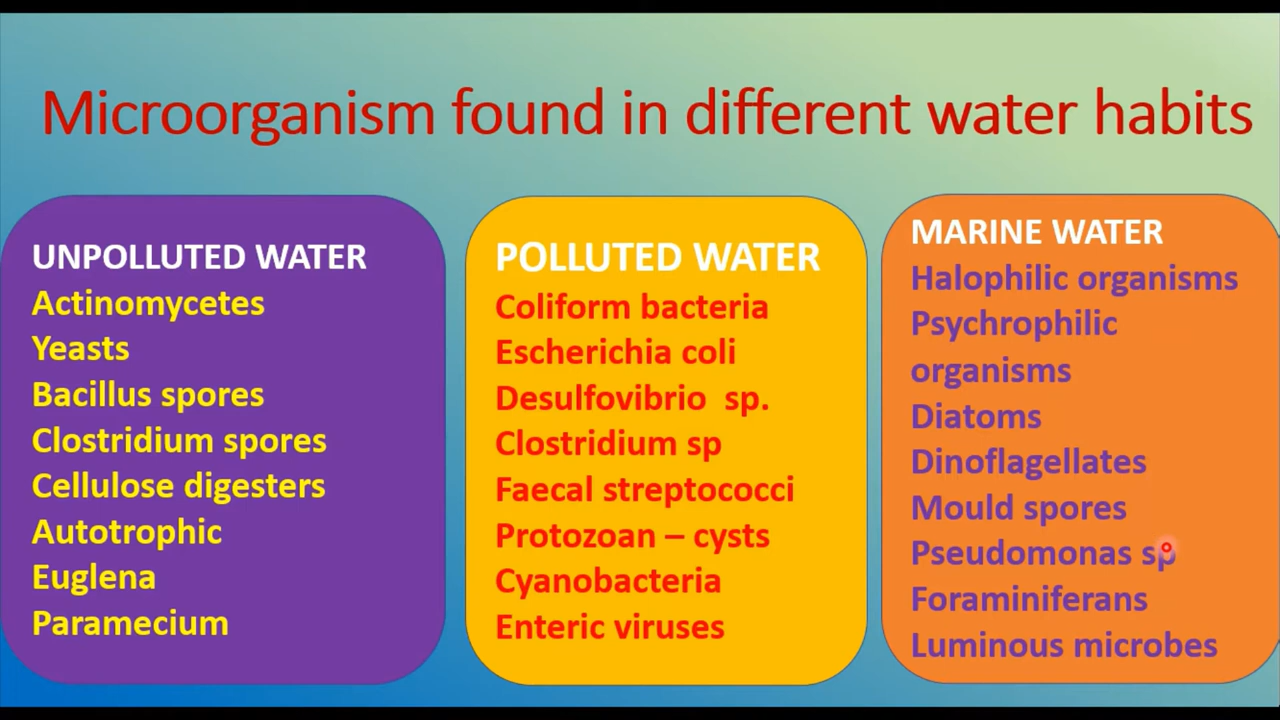 Microorganism found in different water habits
UNPOLLUTED WATER
Actinomycetes
Yeasts
Bacillus spores
Clostridium spores
Cellulose digesters
Autotrophic
Euglena
Paramecium
POLLUTED WATER
Coliform bacteria
Escherichia coli
Desulfovibrio sp.
Clostridium sp
Faecal streptococci
Protozoan – cysts
Cyanobacteria
Enteric viruses
MARINE WATER
Halophilic organisms
Psychrophilic
organisms
Diatoms
Dinoflagellates
Mould spores
Pseudomonas sp
Foraminiferans
Luminous microbes